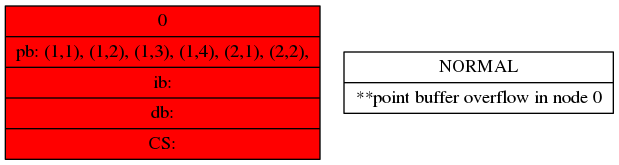 0
pb: (1,1), (1,2), (1,3), (1,4), (2,1), (2,2),
ib:
db:
CS:
NORMAL
**point buffer overflow in node 0